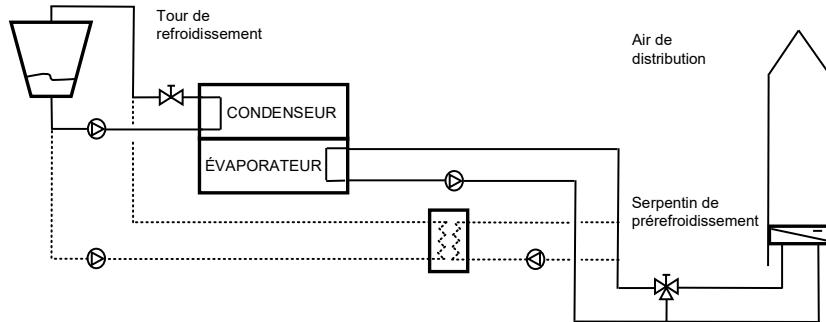 Tour de
refroidissement
Air de
distribution
CONDENSEUR
ÉVAPORATEUR
Serpentin de
prérefroidissement